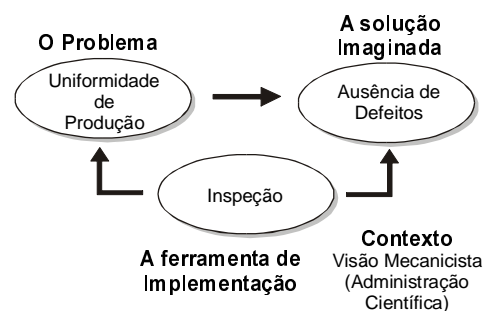 O Problema
Uniformidade
de
Produção
A solução
Imaginada
Ausência de
Defeitos
Inspeção
A ferramenta de
Implementação
Contexto
Visão Mecanicista
(Administração
Científica)